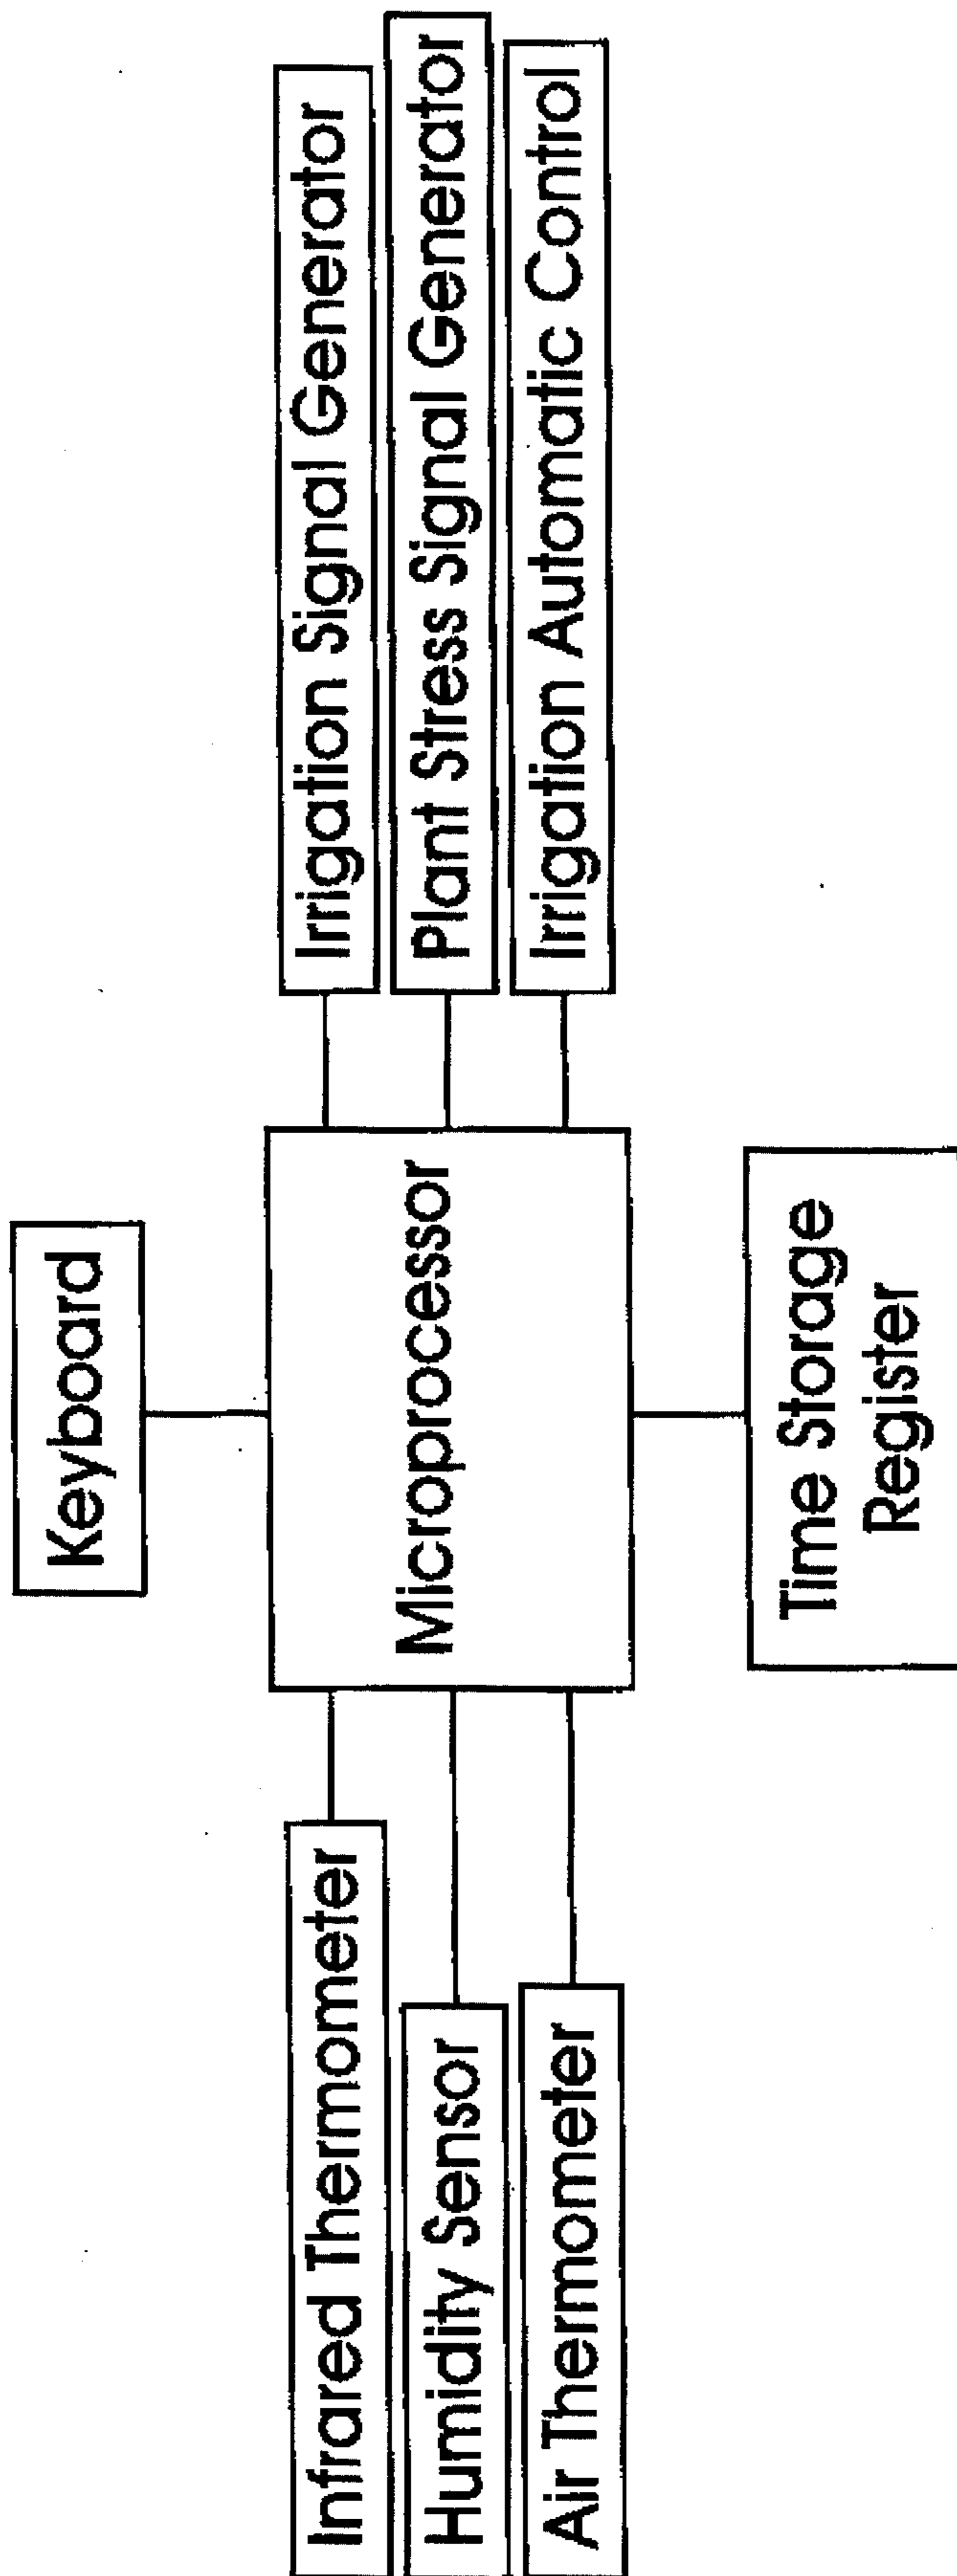 Keyboard
Infrared Thermometer
Humidity Sensor
Air Thermometer
Microprocessor
Irrigation Signal Generator
Plant Stress Signal Generator
Irrigation Automatic Control
Time Storage
Register